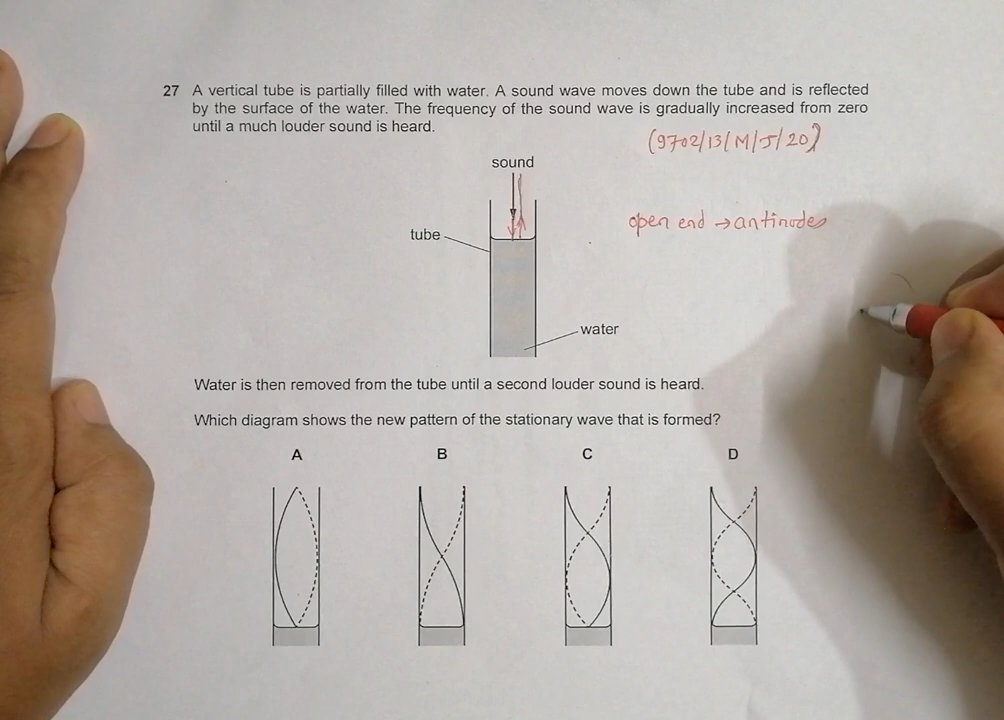 27 A vertical tube is partially filled with water. A sound wave moves down the tube and is reflected
by the surface of the water. The frequency of the sound wave is gradually increased from zero
until a much louder sound is heard.
(9702/13/M/J/20)
sound
open end → antinodes
tube
water
Water is then removed from the tube until a second louder sound is heard.
Which diagram shows the new pattern of the stationary wave that is formed?
A B C D